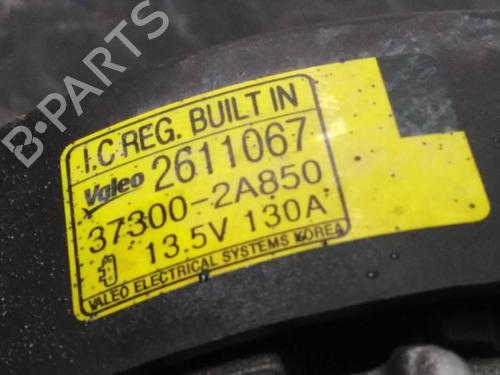 B-PARTS
I.C REG. BUILT IN
Valeo 2611067
37300-2A850
13.5V 130A
VALEO ELECTRICAL SYSTEMS KOREA